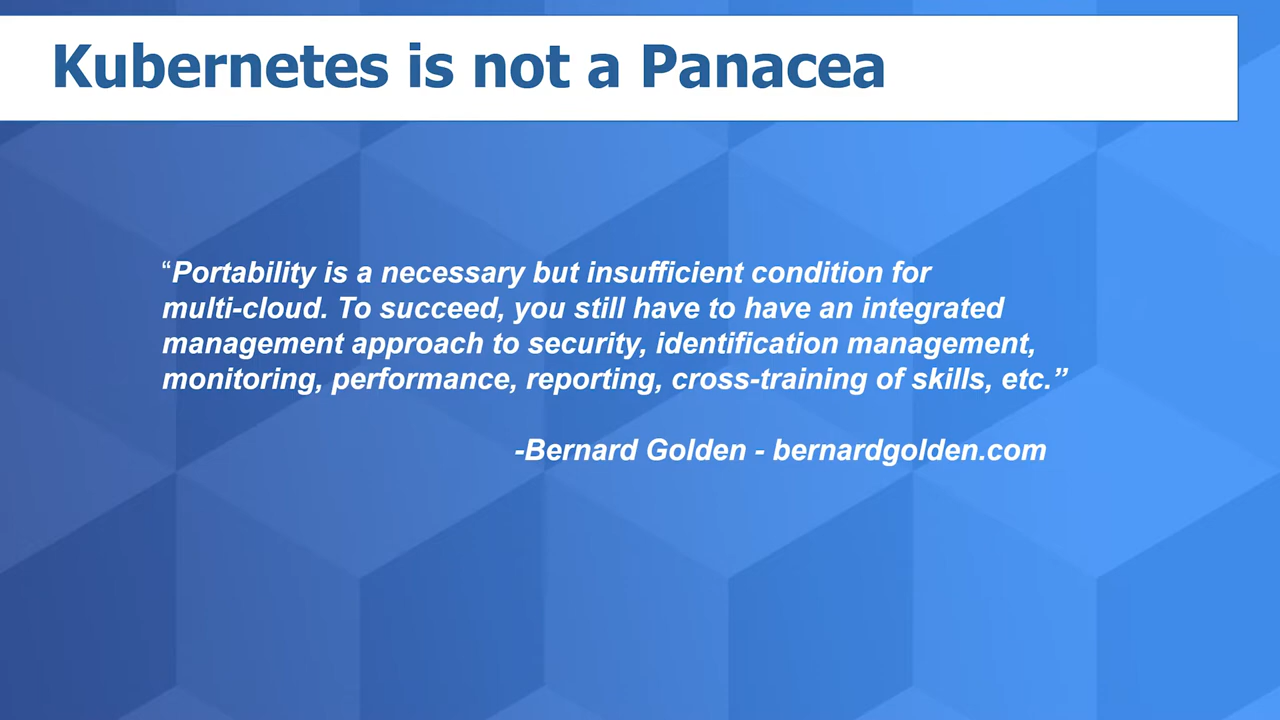 Kubernetes is not a Panacea
“Portability is a necessary but insufficient condition for
multi-cloud. To succeed, you still have to have an integrated
management approach to security, identification management,
monitoring, performance, reporting, cross-training of skills, etc.”
-Bernard Golden - bernardgolden.com